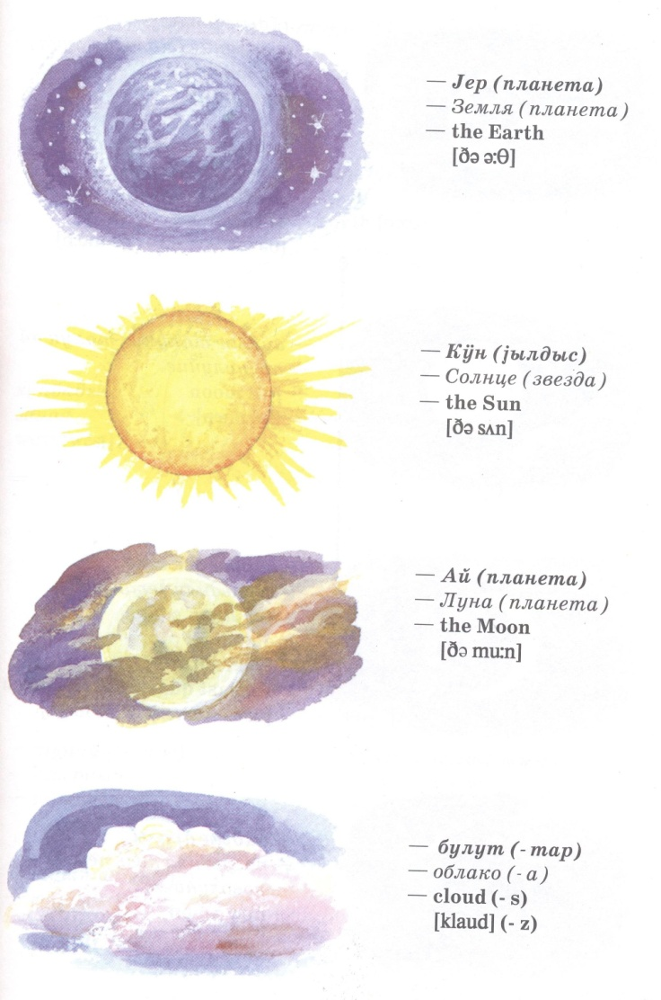 — Јер (планета)
— Земля (планета)
— the Earth
[ðə ə:θ]
— Кӱн (јылдыс)
— Солнце (звезда)
— the Sun
[ðə sʌn]
— Ай (планета)
— Луна (планета)
— the Moon
[ðə mu:n]
— булут (- тар)
— облако (- а)
— cloud (- s)
[klaud] (- z)